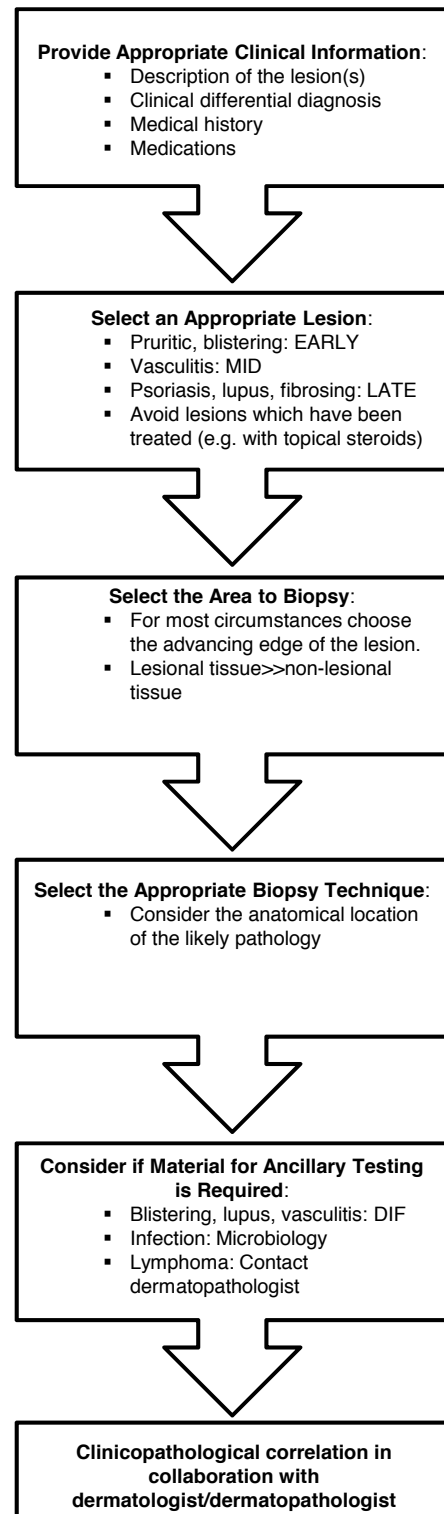 Provide Appropriate Clinical Information:
▪ Description of the lesion(s)
▪ Clinical differential diagnosis
▪ Medical history
▪ Medications
Select an Appropriate Lesion:
▪ Pruritic, blistering: EARLY
▪ Vasculitis: MID
▪ Psoriasis, lupus, fibrosing: LATE
▪ Avoid lesions which have been
treated (e.g. with topical steroids)
Select the Area to Biopsy:
▪ For most circumstances choose
the advancing edge of the lesion.
▪ Lesional tissue>>non-lesional
tissue
Select the Appropriate Biopsy Technique:
▪ Consider the anatomical location
of the likely pathology
Consider if Material for Ancillary Testing
is Required:
▪ Blistering, lupus, vasculitis: DIF
▪ Infection: Microbiology
▪ Lymphoma: Contact
dermatopathologist
Clinicopathological correlation in
collaboration with
dermatologist/dermatopathologist